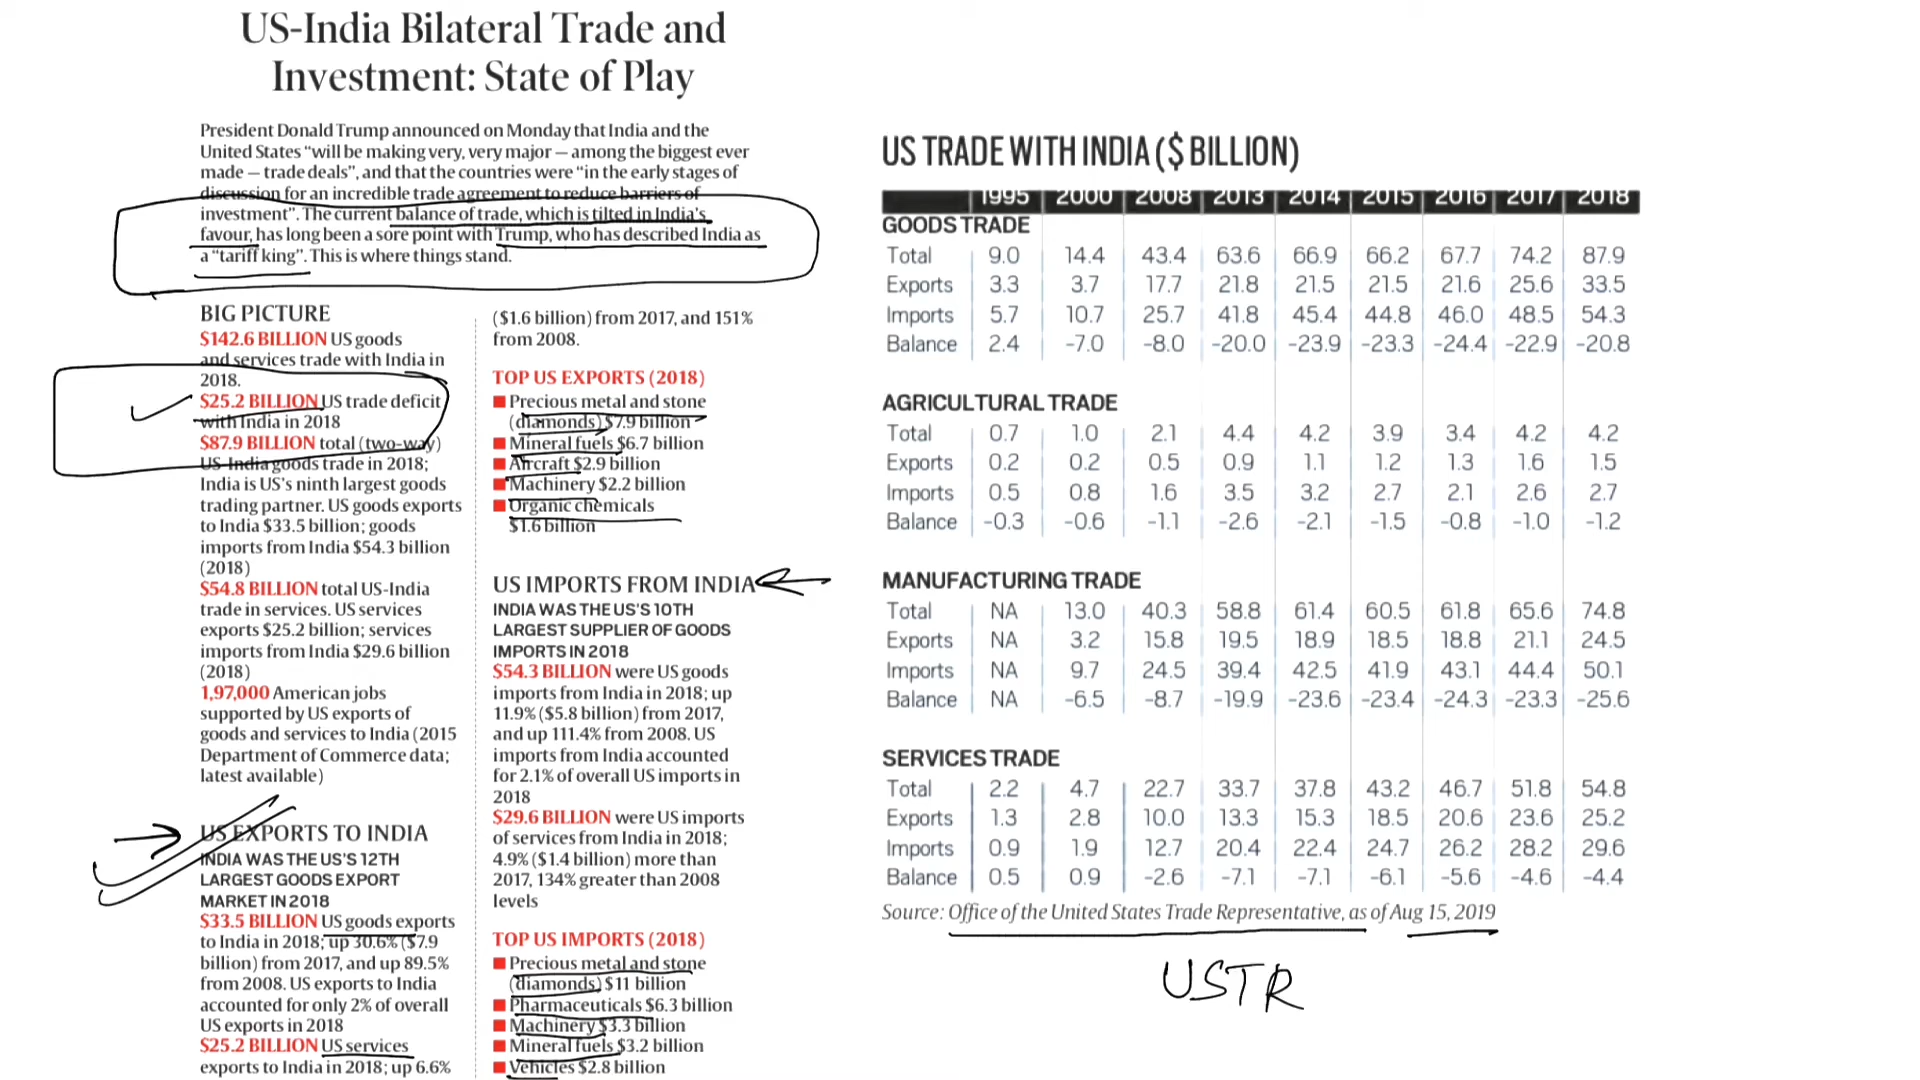 US-India Bilateral Trade and
Investment: State of Play
President Donald Trump announced on Monday that India and the
United States “will be making very, very major — among the biggest ever
made — trade deals”, and that the countries were “in the early stages of
discussion for an incredible trade agreement to reduce barriers of
investment”. The current balance of trade, which is tilted in India's
favour, has long been a sore point with Trump, who has described India as
a “tariff king”. This is where things stand.
BIG PICTURE
$142.6 BILLION US goods
and services trade with India in
2018.
$25.2 BILLION US trade deficit
with India in 2018
$87.9 BILLION total (two-way)
US-India goods trade in 2018;
India is US's ninth largest goods
trading partner. US goods exports
to India $33.5 billion; goods
imports from India $54.3 billion
(2018)
$54.8 BILLION total US-India
trade in services. US services
exports $25.2 billion; services
imports from India $29.6 billion
(2018)
1,97,000 American jobs
supported by US exports of
goods and services to India (2015
Department of Commerce data;
latest available)
US EXPORTS TO INDIA
INDIA WAS THE US'S 12TH
LARGEST GOODS EXPORT
MARKET IN 2018
$33.5 BILLION US goods exports
to India in 2018; up 30.6% ($7.9
billion) from 2017, and up 89.5%
from 2008. US exports to India
accounted for only 2% of overall
US exports in 2018
$25.2 BILLION US services
exports to India in 2018; up 6.6%
($1.6 billion) from 2017, and 151%
from 2008.
TOP US EXPORTS (2018)
Precious metal and stone
(diamonds) $7.9 billion
Mineral fuels $6.7 billion
Aircraft $2.9 billion
Machinery $2.2 billion
Organic chemicals
$1.6 billion
US IMPORTS FROM INDIA
INDIA WAS THE US'S 10TH
LARGEST SUPPLIER OF GOODS
IMPORTS IN 2018
$54.3 BILLION were US goods
imports from India in 2018; up
11.9% ($5.8 billion) from 2017,
and up 111.4% from 2008. US
imports from India accounted
for 2.1% of overall US imports in
2018
$29.6 BILLION were US imports
of services from India in 2018;
4.9% ($1.4 billion) more than
2017, 134% greater than 2008
levels
TOP US IMPORTS (2018)
Precious metal and stone
(diamonds) $11 billion
Pharmaceuticals $6.3 billion
Machinery $3.3 billion
Mineral fuels $3.2 billion
Vehicles $2.8 billion
US TRADE WITH INDIA ($ BILLION)
1995 2000 2008 2013 2014 2015 2016 2017 2018
GOODS TRADE
Total 9.0 14.4 43.4 63.6 66.9 66.2 67.7 74.2 87.9
Exports 3.3 3.7 17.7 21.8 21.5 21.5 21.6 25.6 33.5
Imports 5.7 10.7 25.7 41.8 45.4 44.8 46.0 48.5 54.3
Balance 2.4 -7.0 -8.0 -20.0 -23.9 -23.3 -24.4 -22.9 -20.8
AGRICULTURAL TRADE
Total 0.7 1.0 2.1 4.4 4.2 3.9 3.4 4.2 4.2
Exports 0.2 0.2 0.5 0.9 1.1 1.2 1.3 1.6 1.5
Imports 0.5 0.8 1.6 3.5 3.2 2.7 2.1 2.6 2.7
Balance -0.3 -0.6 -1.1 -2.6 -2.1 -1.5 -0.8 -1.0 -1.2
MANUFACTURING TRADE
Total NA 13.0 40.3 58.8 61.4 60.5 61.8 65.6 74.8
Exports NA 3.2 15.8 19.5 18.9 18.5 18.8 21.1 24.5
Imports NA 9.7 24.5 39.4 42.5 41.9 43.1 44.4 50.1
Balance NA -6.5 -8.7 -19.9 -23.6 -23.4 -24.3 -23.3 -25.6
SERVICES TRADE
Total 2.2 4.7 22.7 33.7 37.8 43.2 46.7 51.8 54.8
Exports 1.3 2.8 10.0 13.3 15.3 18.5 20.6 23.6 25.2
Imports 0.9 1.9 12.7 20.4 22.4 24.7 26.2 28.2 29.6
Balance 0.5 0.9 -2.6 -7.1 -7.1 -6.1 -5.6 -4.6 -4.4
Source: Office of the United States Trade Representative, as of Aug 15, 2019
USTR